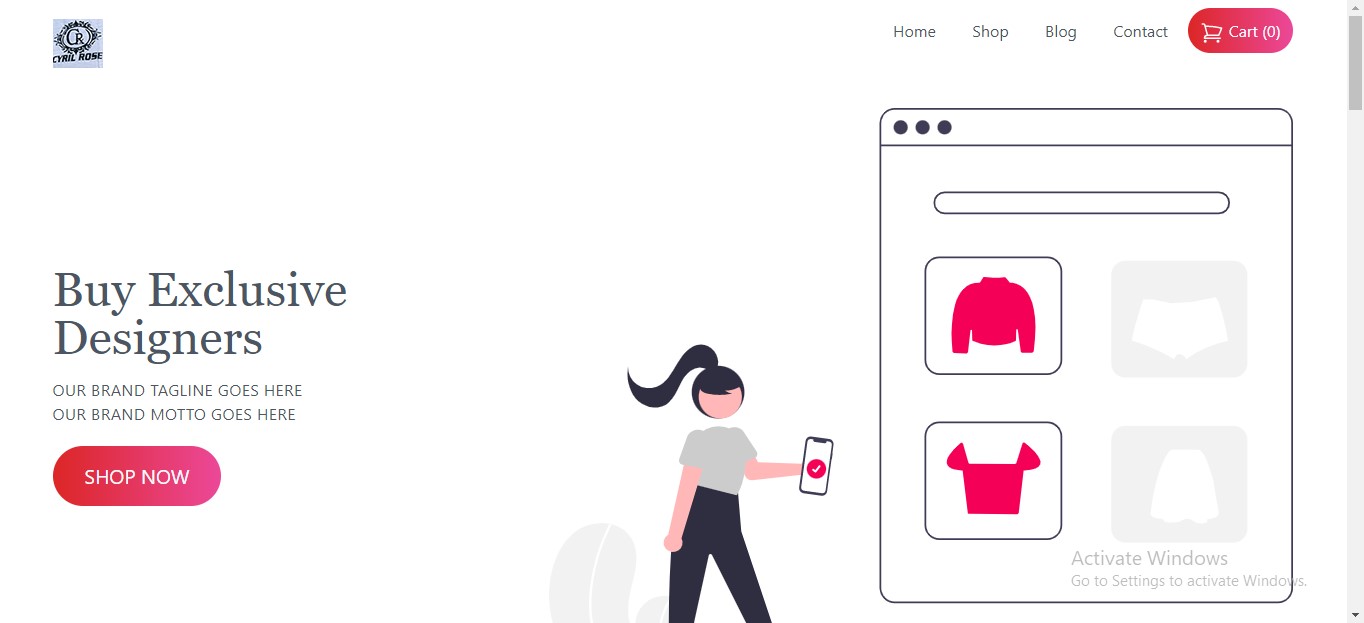 CR
CYRIL ROSE
Home
Shop
Blog
Contact
Cart (0)
Buy Exclusive
Designers
OUR BRAND TAGLINE GOES HERE
OUR BRAND MOTTO GOES HERE
SHOP NOW
Activate Windows
Go to Settings to activate Windows.